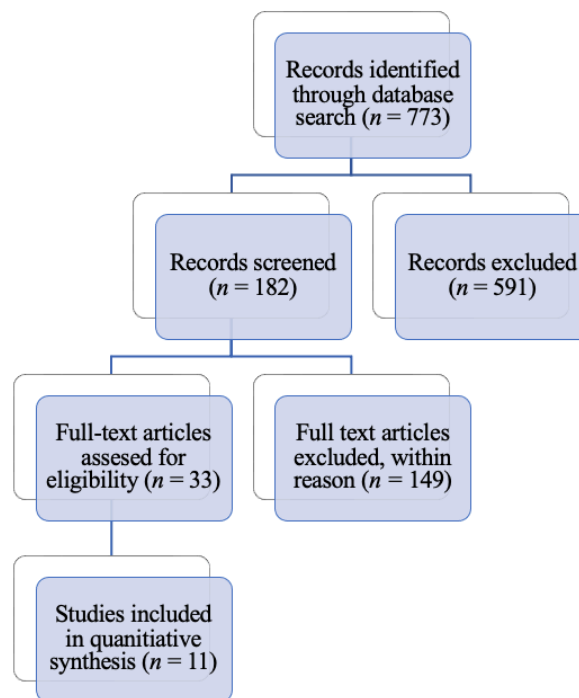 Records identified
through database
search (n = 773)
Records screened
(n = 182)
Records excluded
(n = 591)
Full-text articles
assesed for
eligibility (n = 33)
Full text articles
excluded, within
reason (n = 149)
Studies included
in quanitiative
synthesis (n = 11)